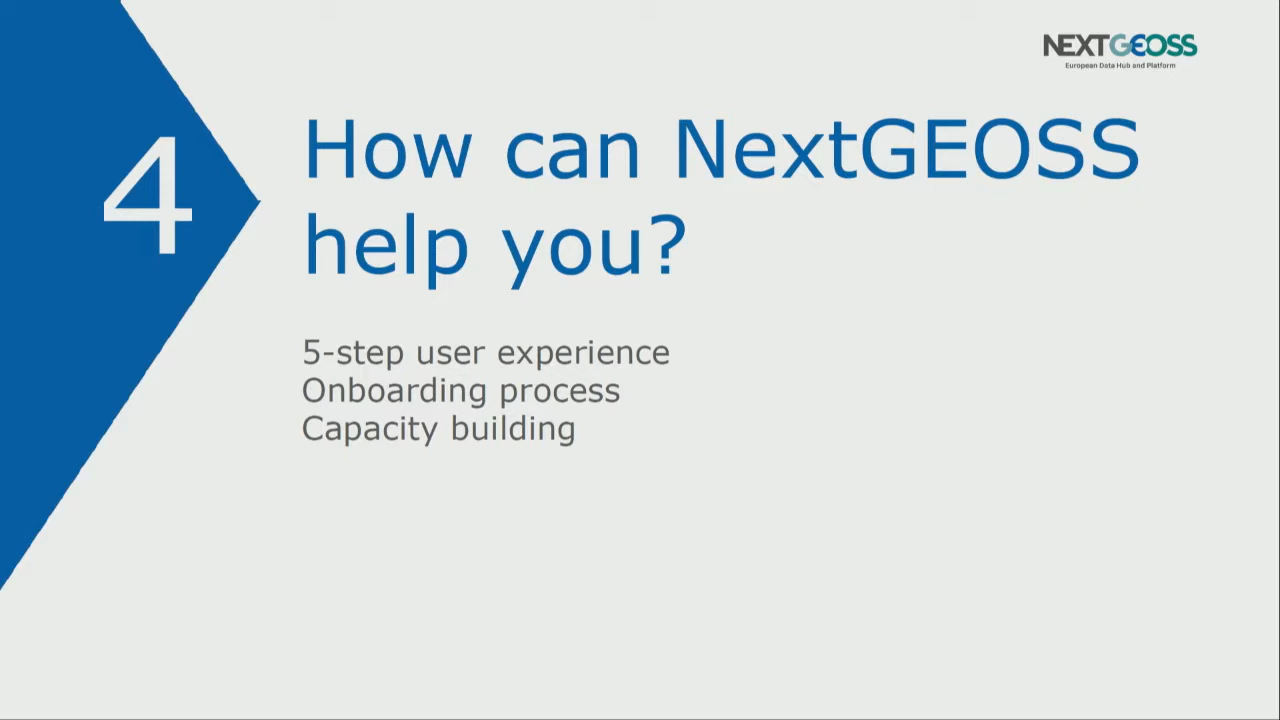 NEXTGEOSS
European Data Hub and Platform
4
How can NextGEOSS
help you?
5-step user experience
Onboarding process
Capacity building